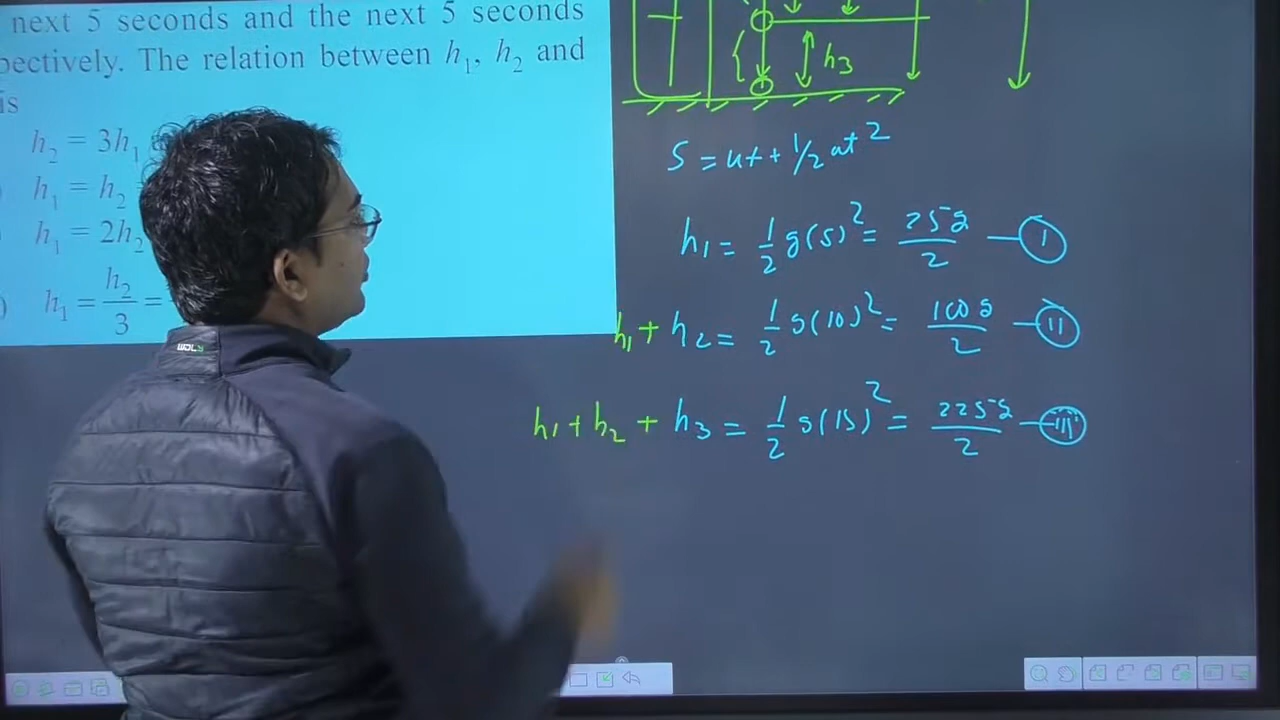 next 5 seconds and the next 5 seconds
pectively. The relation between h₁, h₂ and
is
h₂ = 3h₁
h₁ = h₂
h₁ = 2h₂
h₁ = h₂/3 =
h₃
S = ut + 1/2 at²
h₁ = 1/2 g(5)² = 25g/2 — I
h₁ + h₂ = 1/2 g(10)² = 100g/2 — II
h₁ + h₂ + h₃ = 1/2 g(15)² = 225g/2 — III